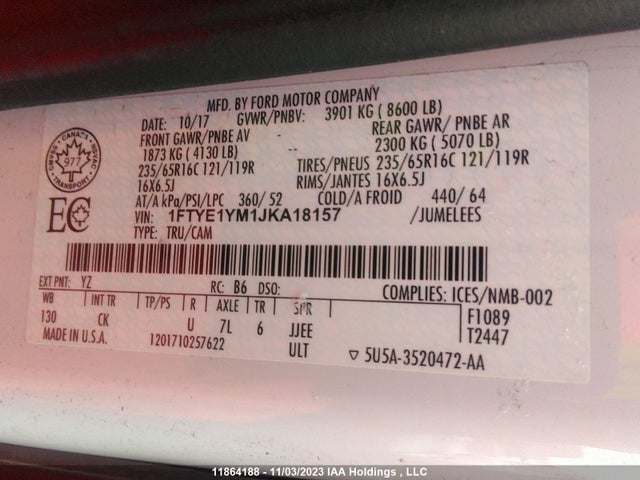 MFD. BY FORD MOTOR COMPANY
DATE: 10/17 GVWR/PNBV: 3901 KG ( 8600 LB)
FRONT GAWR/PNBE AV -- REAR GAWR/ PNBE AR
1873 KG ( 4130 LB) 2300 KG ( 5070 LB)
235/65R16C 121/119R TIRES/PNEUS 235/65R16C 121/119R
16X6.5J RIMS/JANTES 16X6.5J
AT/A kPa/PSI/LPC 360/ 52 COLD/A FROID 440/ 64
VIN: 1FTYE1YM1JKA18157 /JUMELEES
TYPE: TRU/CAM
CANADA
CMVSS NSVAC
977
TRANSPORT
EC
EXT PNT: YZ RC: B6 DSO: COMPLIES: ICES/NMB-002
WB INT TR TP/PS R AXLE TR SPR F1089
130 CK U 7L 6 JJEE T2447
MADE IN U.S.A. 1201710257622 ULT ▽ 5U5A-3520472-AA
11864188 - 11/03/2023 IAA Holdings , LLC